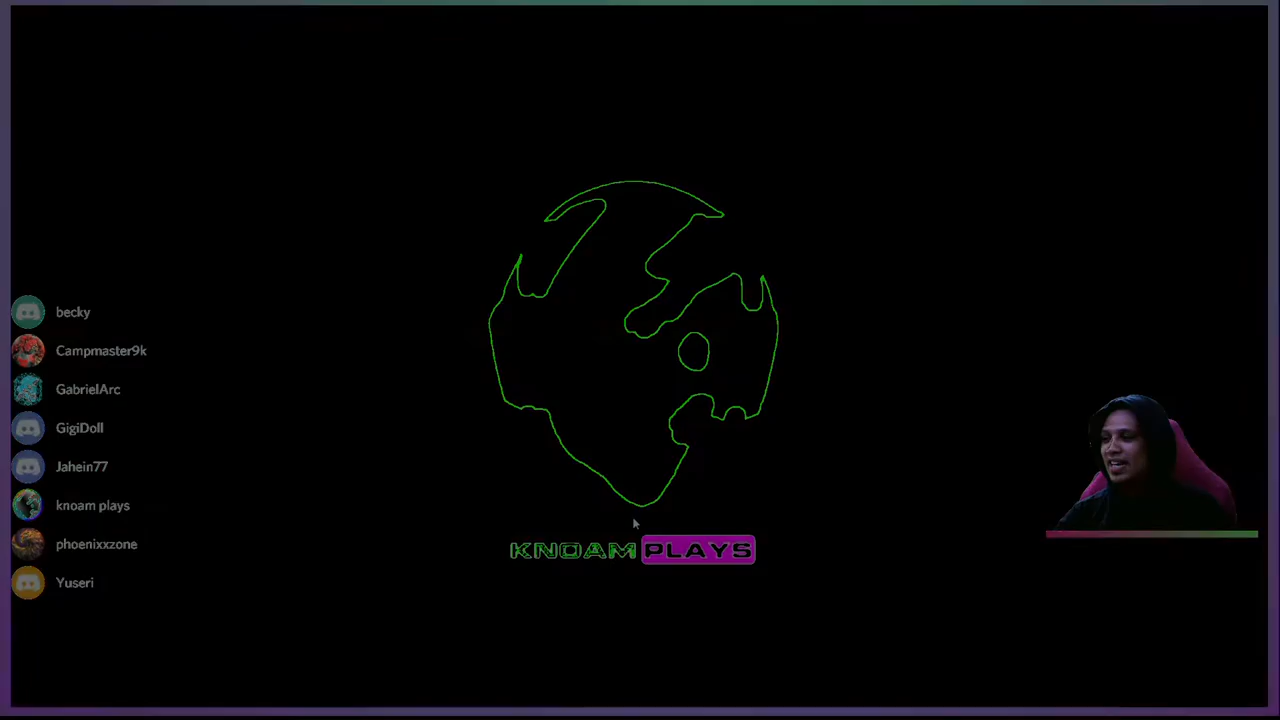 becky
Campmaster9k
GabrielArc
GigiDoll
Jahein77
knoam plays
phoenixxzone
Yuseri
KNOAM PLAYS